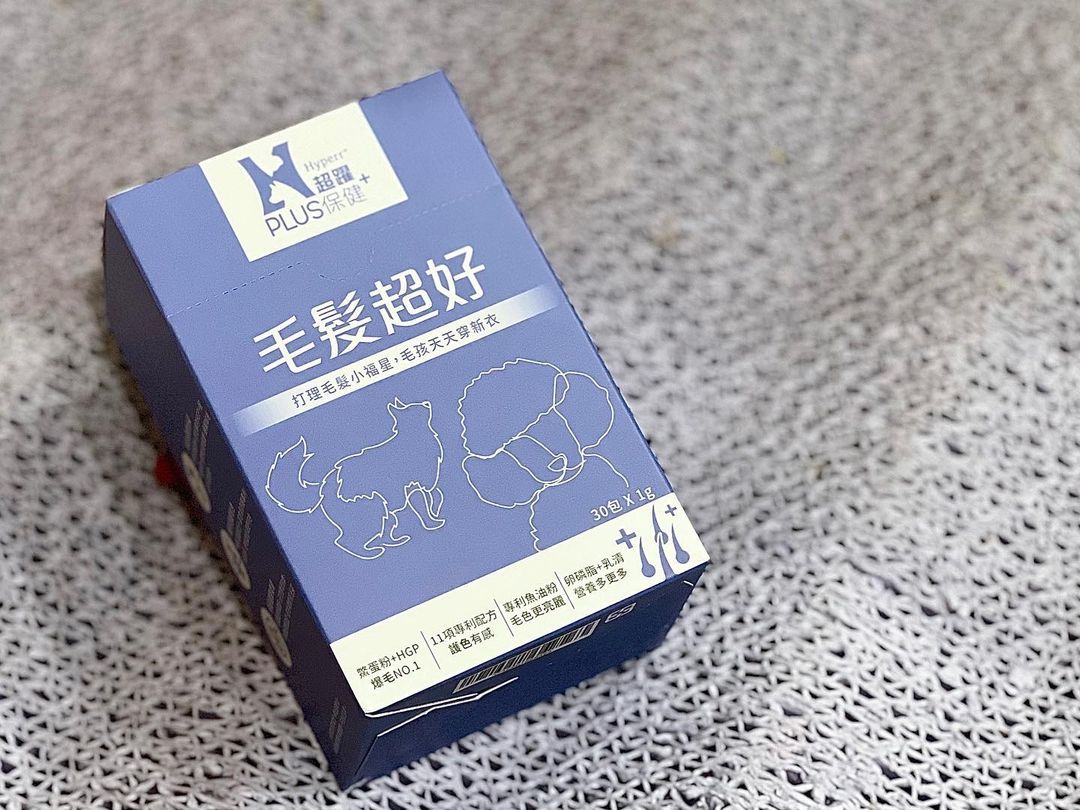 Hyperr
超躍
PLUS保健+
毛髮超好
打理毛髮小福星，毛孩天天穿新衣
30包 X 1g
鱉蛋粉+HGP
爆毛NO.1
11項專利配方
護色有感
專利魚油粉
毛色更亮麗
卵磷脂+乳清
營養多更多